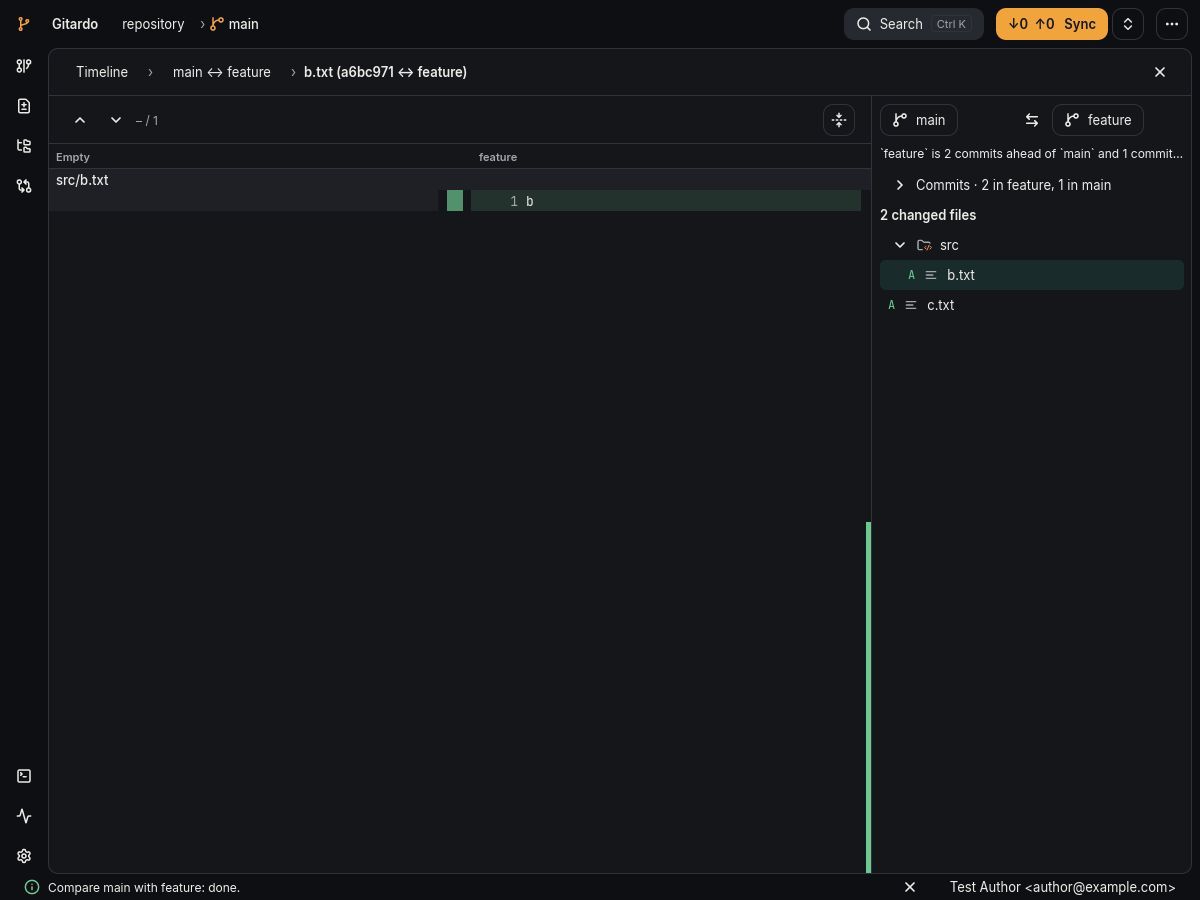 Gitardo repository › main Search Ctrl K ↓0 ↑0 Sync
Timeline › main ↔ feature › b.txt (a6bc971 ↔ feature)
– / 1
main feature
Empty feature
`feature` is 2 commits ahead of `main` and 1 commit…
src/b.txt
Commits · 2 in feature, 1 in main
1 b
2 changed files
src
A b.txt
A c.txt
Compare main with feature: done. Test Author <author@example.com>